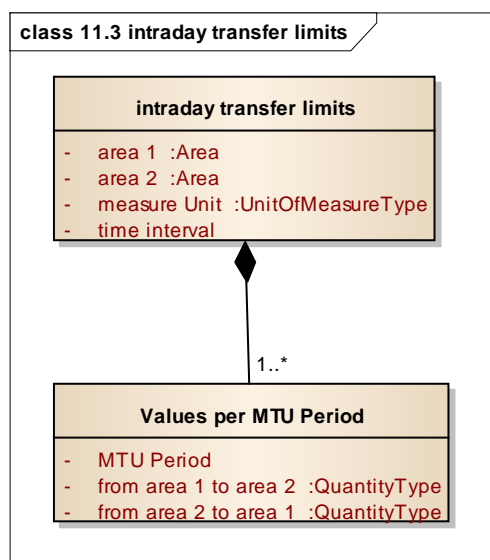 class 11.3 intraday transfer limits
intraday transfer limits
- area 1 :Area
- area 2 :Area
- measure Unit :UnitOfMeasureType
- time interval
1..*
Values per MTU Period
- MTU Period
- from area 1 to area 2 :QuantityType
- from area 2 to area 1 :QuantityType